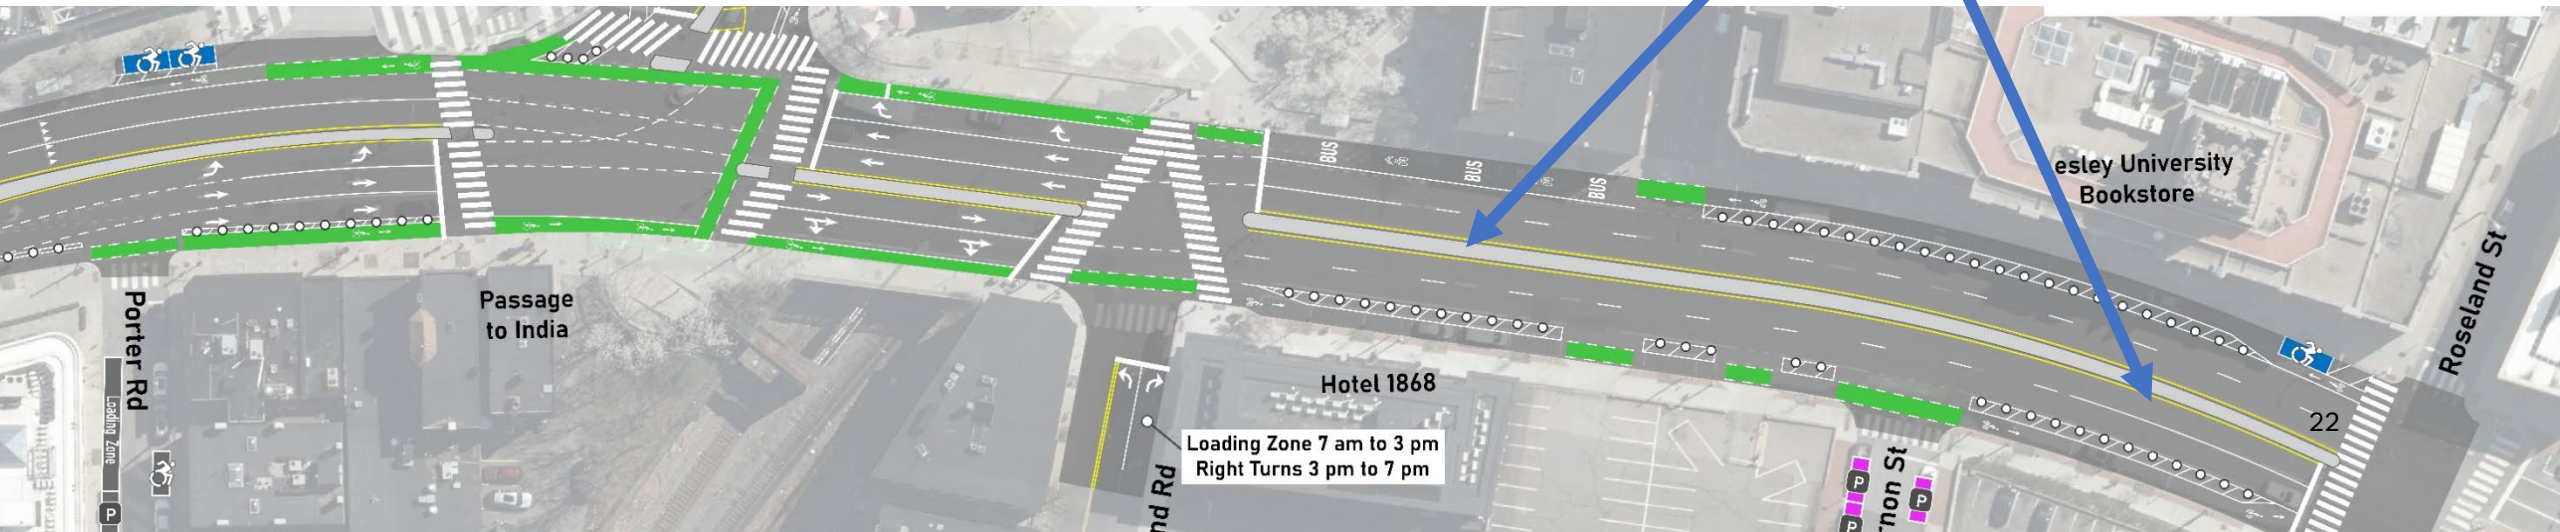 BUS
BUS
BUS
esley University
Bookstore
Roseland St
Porter Rd
Passage
to India
Loading Zone
P
Hotel 1868
22
Loading Zone 7 am to 3 pm
Right Turns 3 pm to 7 pm
nd Rd
rnon St
P
P
P